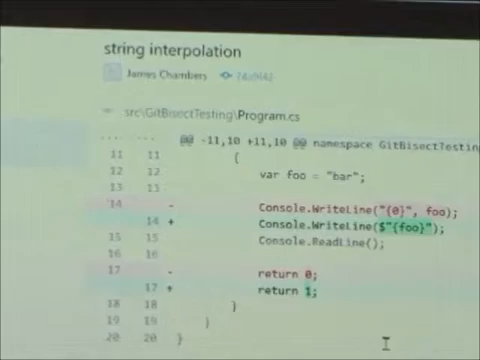 string interpolation
James Chambers
src\GitBisectTesting\Program.cs
@@ -11,10 +11,10 @@ namespace GitBisectTesting
11 11 {
12 12 var foo = "bar";
13 13
14 - Console.WriteLine("{0}", foo);
14 + Console.WriteLine($"{foo}");
15 15 Console.ReadLine();
16 16
17 - return 0;
17 + return 1;
18 18 }
19 19 }
20 20 }